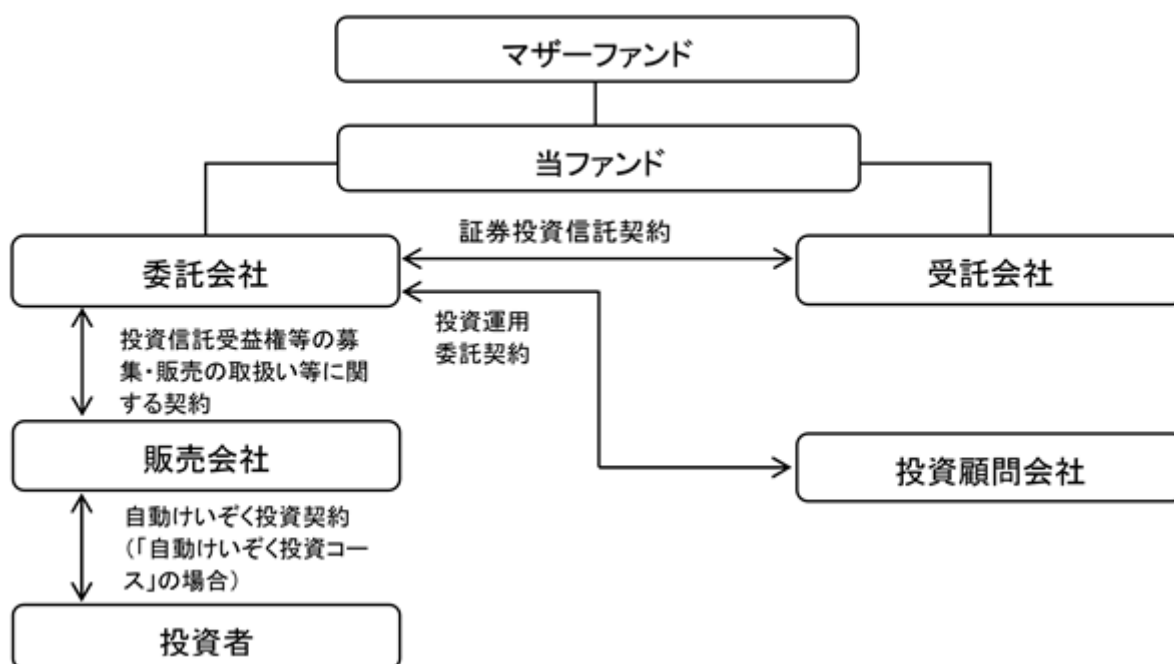 マザーファンド
当ファンド
証券投資信託契約
委託会社
受託会社
投資運用
委託契約
投資信託受益権等の募
集・販売の取扱い等に関
する契約
販売会社
投資顧問会社
自動けいぞく投資契約
(「自動けいぞく投資コー
ス」の場合)
投資者